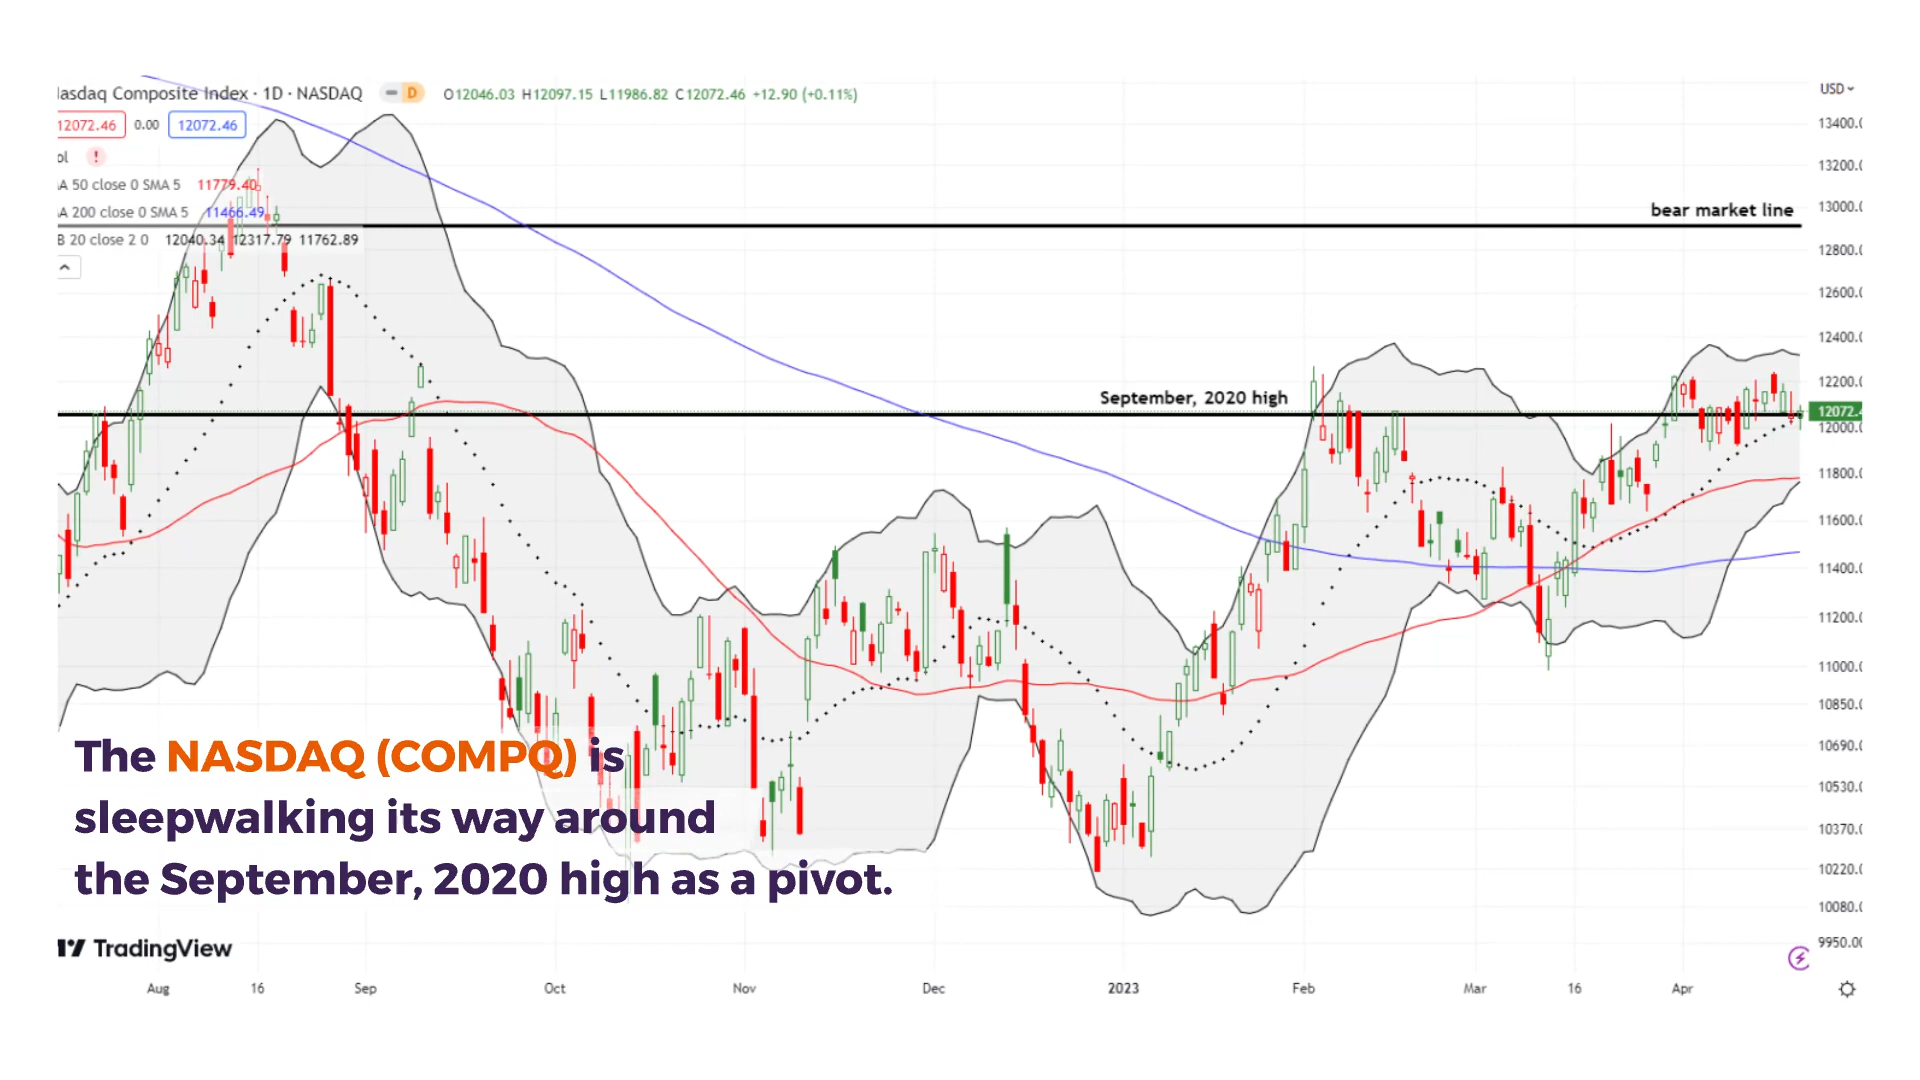 lasdaq Composite Index · 1D · NASDAQ D O12046.03 H12097.15 L11986.82 C12072.46 +12.90 (+0.11%)
USD
12072.46 0.00 12072.46
ol !
A 50 close 0 SMA 5 11779.40
A 200 close 0 SMA 5 11466.49
B 20 close 2 0 12040.34 12317.79 11762.89
bear market line
September, 2020 high
13400.0
13200.0
13000.0
12800.0
12600.0
12400.0
12200.0
12072.4
12000.0
11800.0
11600.0
11400.0
11200.0
11000.0
10850.0
10690.0
10530.0
10370.0
10220.0
10080.0
9950.00
The NASDAQ (COMPQ) is
sleepwalking its way around
the September, 2020 high as a pivot.
TradingView
Aug 16 Sep Oct Nov Dec 2023 Feb Mar 16 Apr